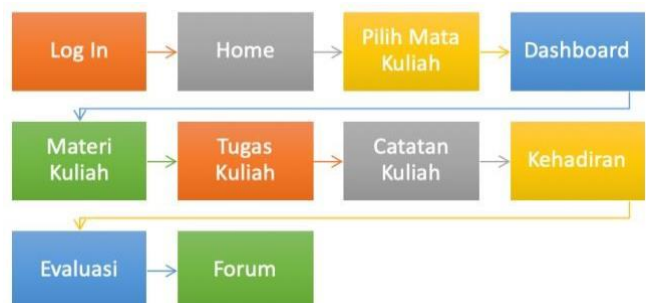 Log In
Home
Pilih Mata
Kuliah
Dashboard
Materi
Kuliah
Tugas
Kuliah
Catatan
Kuliah
Kehadiran
Evaluasi
Forum